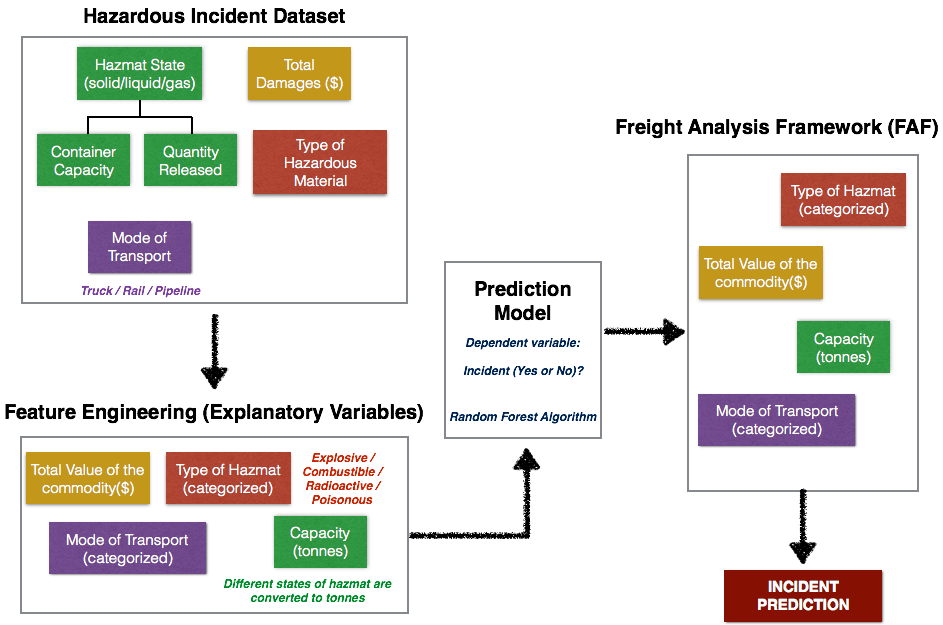 Hazardous Incident Dataset
Hazmat State
(solid/liquid/gas)
Total
Damages ($)
Container
Capacity
Quantity
Released
Type of
Hazardous
Material
Mode of
Transport
Truck / Rail / Pipeline
Feature Engineering (Explanatory Variables)
Total Value of the
commodity($)
Type of Hazmat
(categorized)
Explosive /
Combustible /
Radioactive /
Poisonous
Mode of Transport
(categorized)
Capacity
(tonnes)
Different states of hazmat are
converted to tonnes
Prediction
Model
Dependent variable:
Incident (Yes or No)?
Random Forest Algorithm
Freight Analysis Framework (FAF)
Type of Hazmat
(categorized)
Total Value of the
commodity($)
Capacity
(tonnes)
Mode of Transport
(categorized)
INCIDENT
PREDICTION